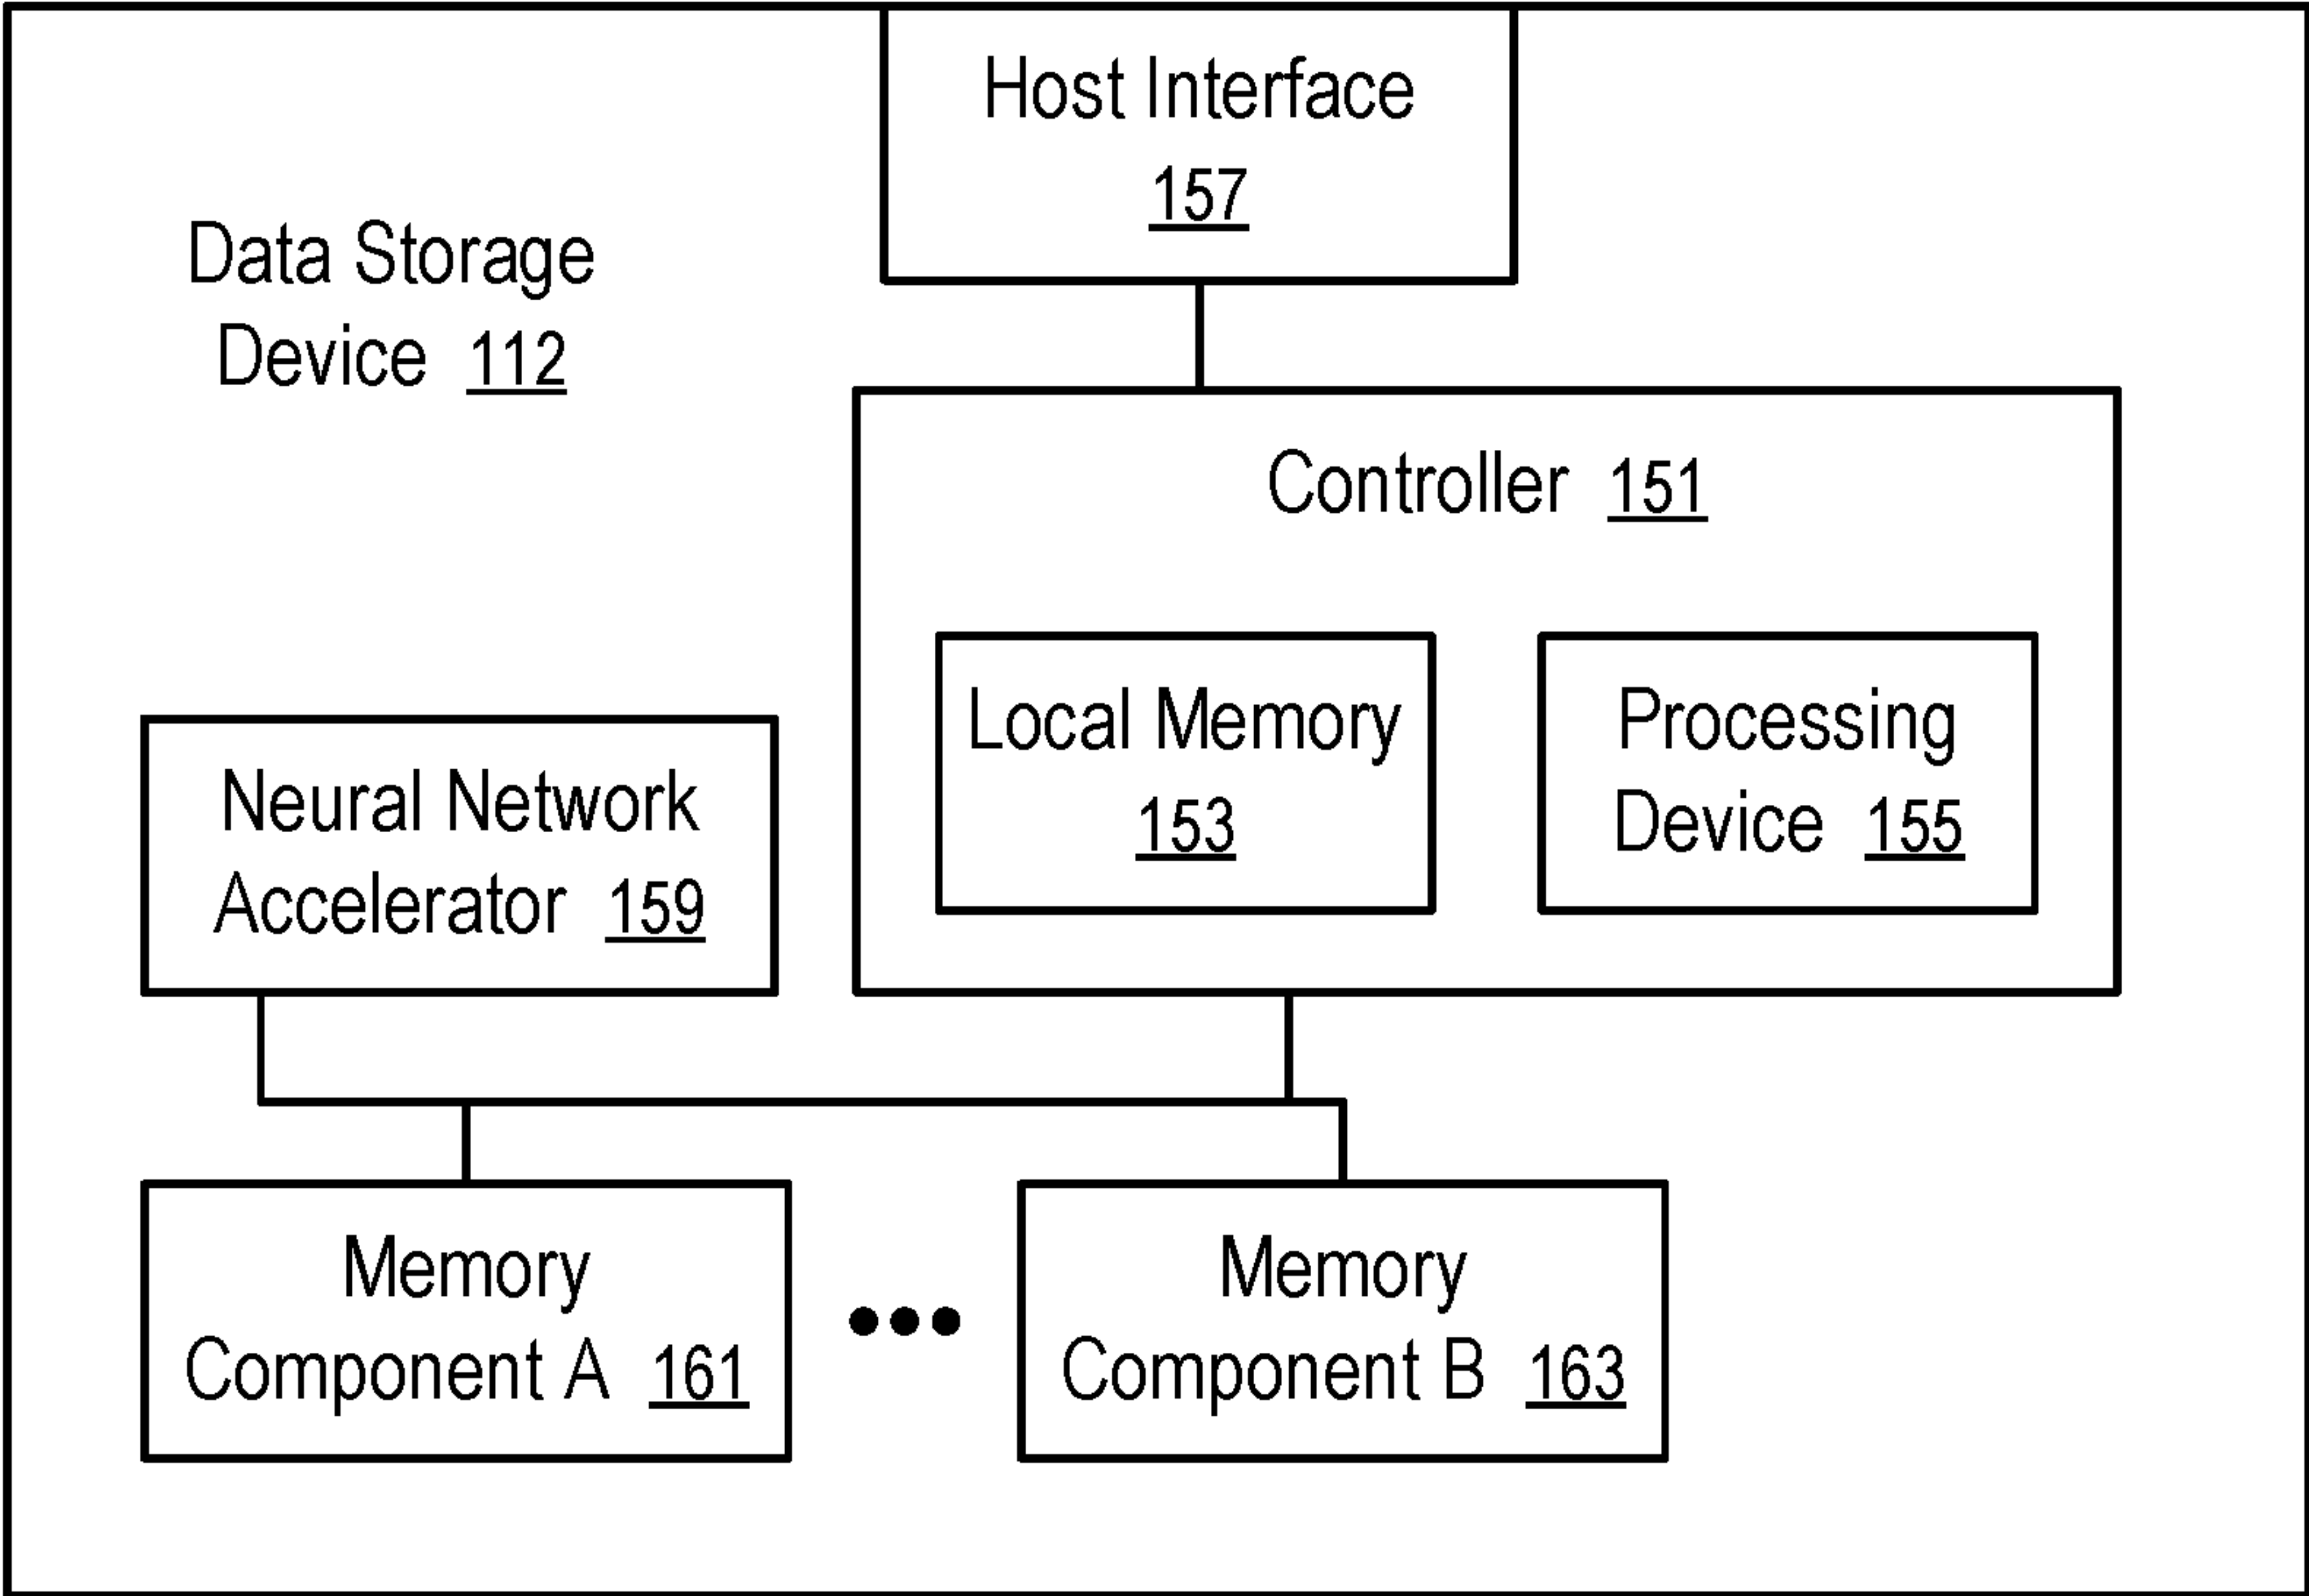 Host Interface
157
Data Storage
Device 112
Controller 151
Local Memory
153
Processing
Device 155
Neural Network
Accelerator 159
Memory
Component A 161
Memory
Component B 163